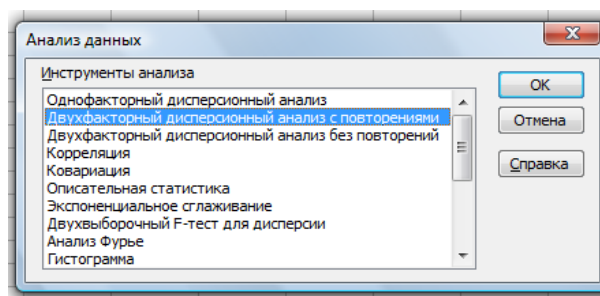 Анализ данных
Инструменты анализа
Однофакторный дисперсионный анализ
Двухфакторный дисперсионный анализ с повторениями
Двухфакторный дисперсионный анализ без повторений
Корреляция
Ковариация
Описательная статистика
Экспоненциальное сглаживание
Двухвыборочный F-тест для дисперсии
Анализ Фурье
Гистограмма
ОК
Отмена
Справка